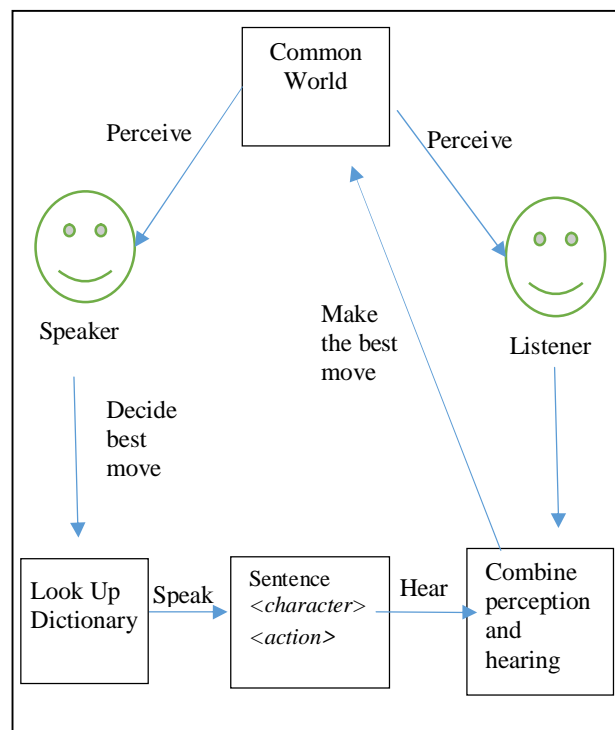 Common
World
Perceive
Perceive
Speaker
Listener
Make
the best
move
Decide
best
move
Look Up
Dictionary
Speak
Sentence
<character>
<action>
Hear
Combine
perception
and
hearing